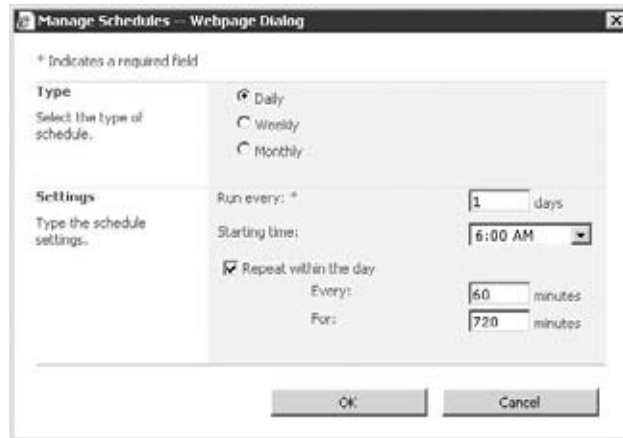 Manage Schedules -- Webpage Dialog
* Indicates a required field
Type
Select the type of
schedule.
Daily
Weekly
Monthly
Settings
Type the schedule
settings.
Run every: *
1 days
Starting time:
6:00 AM
Repeat within the day
Every:
60 minutes
For:
720 minutes
OK
Cancel